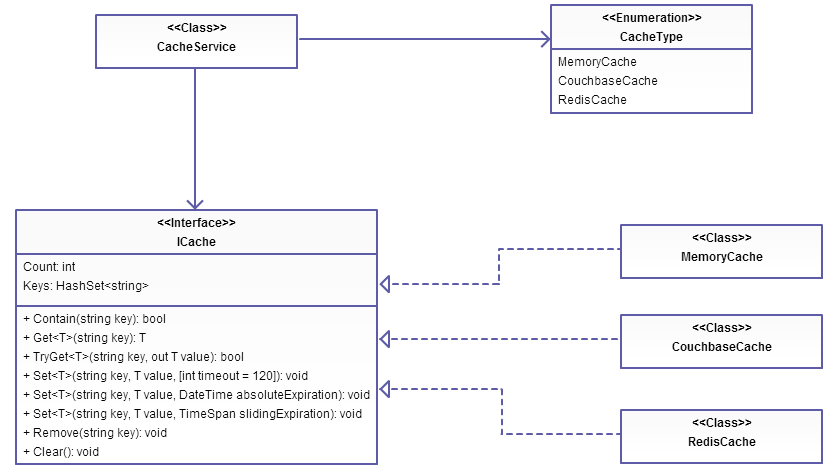 <<Class>>
CacheService
<<Enumeration>>
CacheType
MemoryCache
CouchbaseCache
RedisCache
<<Interface>>
ICache
Count: int
Keys: HashSet<string>
+ Contain(string key): bool
+ Get<T>(string key): T
+ TryGet<T>(string key, out T value): bool
+ Set<T>(string key, T value, [int timeout = 120]): void
+ Set<T>(string key, T value, DateTime absoluteExpiration): void
+ Set<T>(string key, T value, TimeSpan slidingExpiration): void
+ Remove(string key): void
+ Clear(): void
<<Class>>
MemoryCache
<<Class>>
CouchbaseCache
<<Class>>
RedisCache